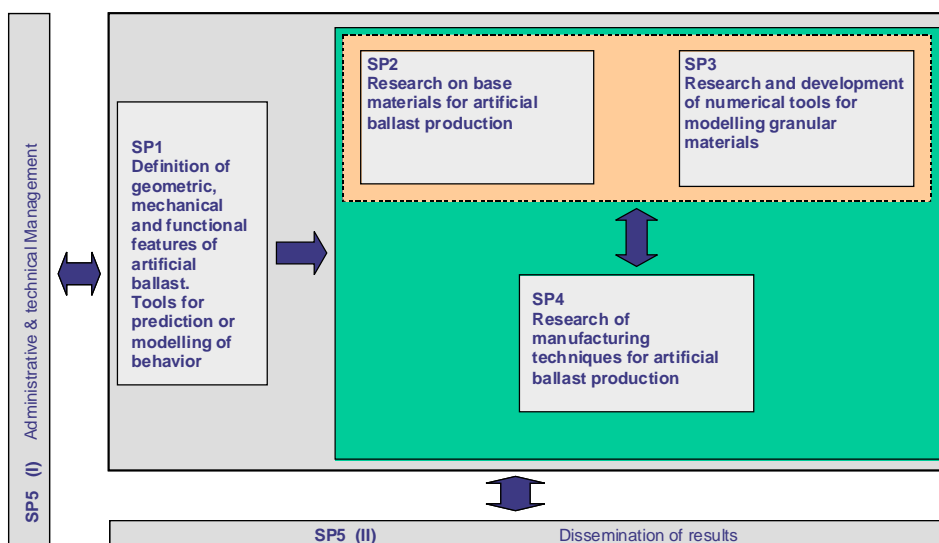 SP5 (I) Administrative & technical Management
SP1
Definition of
geometric,
mechanical
and functional
features of
artificial
ballast.
Tools for
prediction or
modelling of
behavior
SP2
Research on base
materials for artificial
ballast production
SP3
Research and development
of numerical tools for
modelling granular
materials
SP4
Research of
manufacturing
techniques for artificial
ballast production
SP5 (II) Dissemination of results